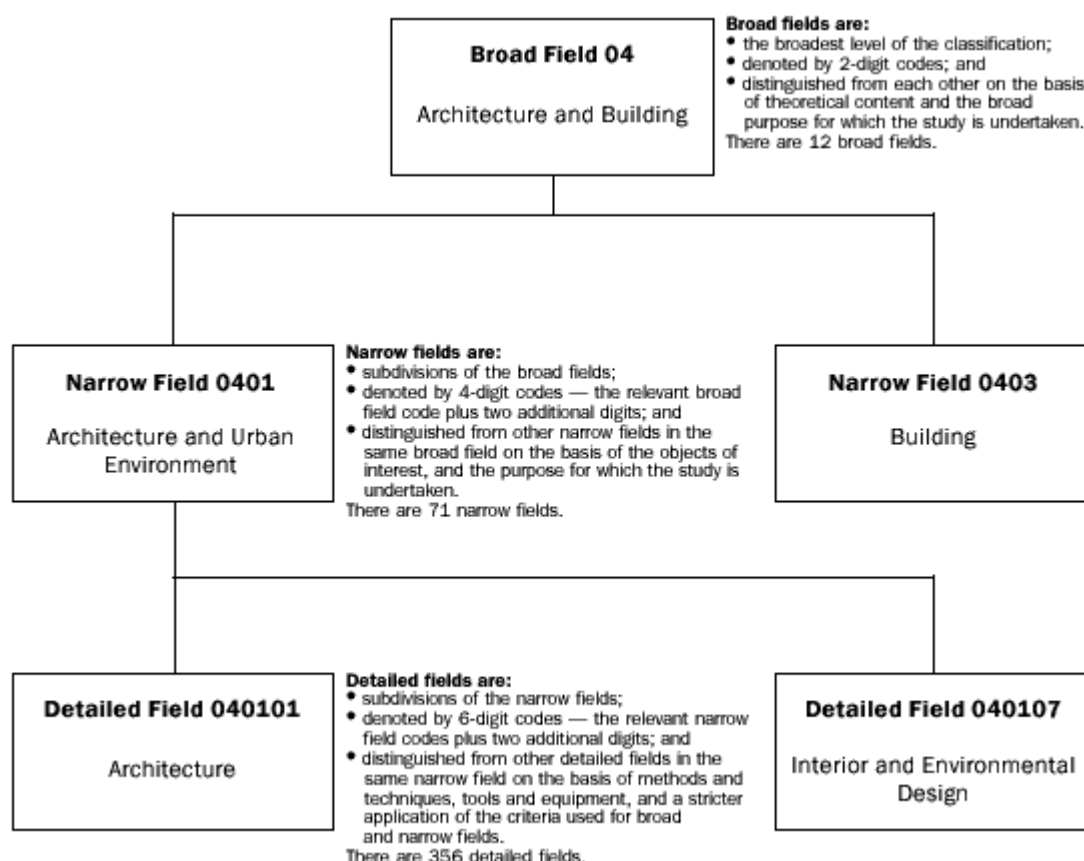 Broad Field 04
Architecture and Building
Broad fields are:
• the broadest level of the classification;
• denoted by 2-digit codes; and
• distinguished from each other on the basis
of theoretical content and the broad
purpose for which the study is undertaken.
There are 12 broad fields.
Narrow Field 0401
Architecture and Urban
Environment
Narrow fields are:
• subdivisions of the broad fields;
• denoted by 4-digit codes — the relevant broad
field code plus two additional digits; and
• distinguished from other narrow fields in the
same broad field on the basis of the objects of
interest, and the purpose for which the study is
undertaken.
There are 71 narrow fields.
Narrow Field 0403
Building
Detailed Field 040101
Architecture
Detailed fields are:
• subdivisions of the narrow fields;
• denoted by 6-digit codes — the relevant narrow
field codes plus two additional digits; and
• distinguished from other detailed fields in the
same narrow field on the basis of methods and
techniques, tools and equipment, and a stricter
application of the criteria used for broad
and narrow fields.
There are 356 detailed fields.
Detailed Field 040107
Interior and Environmental
Design